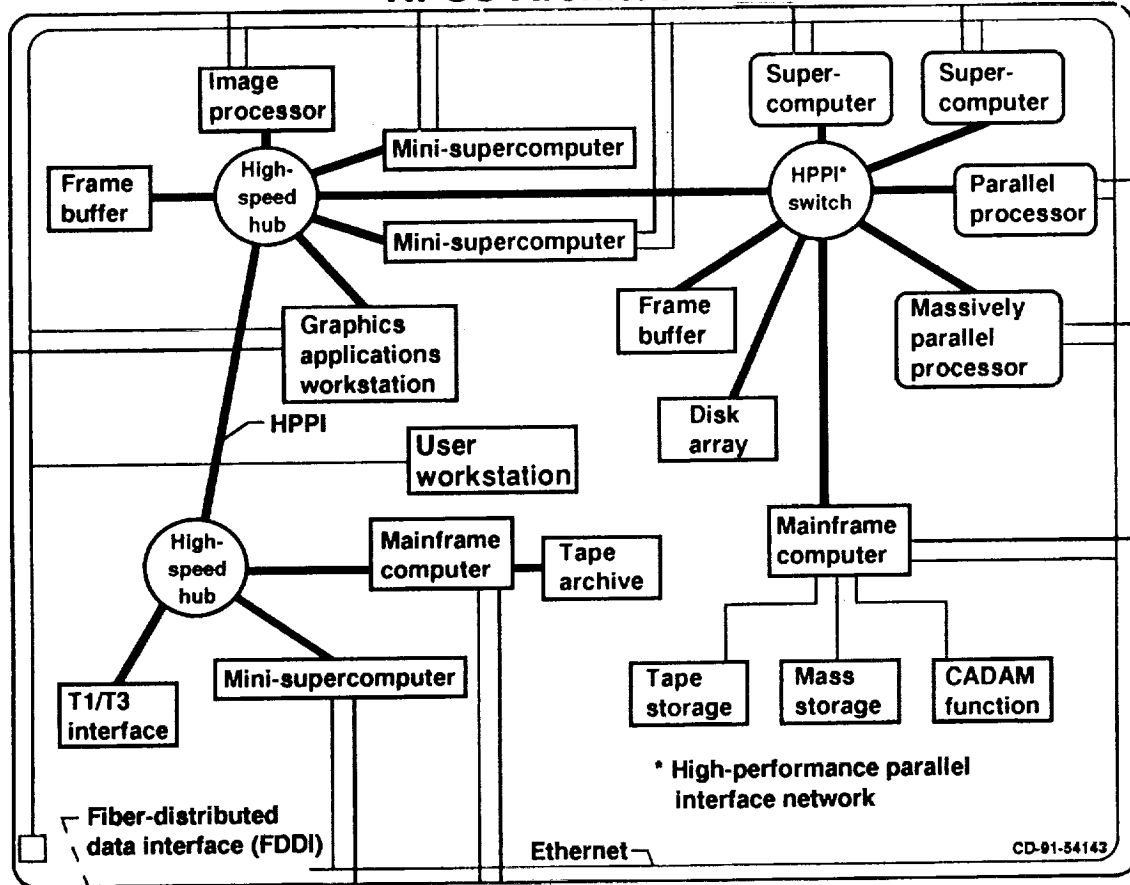 Image
processor
Super-
computer
Super-
computer
Mini-supercomputer
Frame
buffer
High-
speed
hub
HPPI*
switch
Parallel
processor
Mini-supercomputer
Graphics
applications
workstation
Frame
buffer
Massively
parallel
processor
HPPI
Disk
array
User
workstation
High-
speed
hub
Mainframe
computer
Tape
archive
Mainframe
computer
T1/T3
interface
Mini-supercomputer
Tape
storage
Mass
storage
CADAM
function
* High-performance parallel
interface network
Fiber-distributed
data interface (FDDI)
Ethernet
CD-91-54143